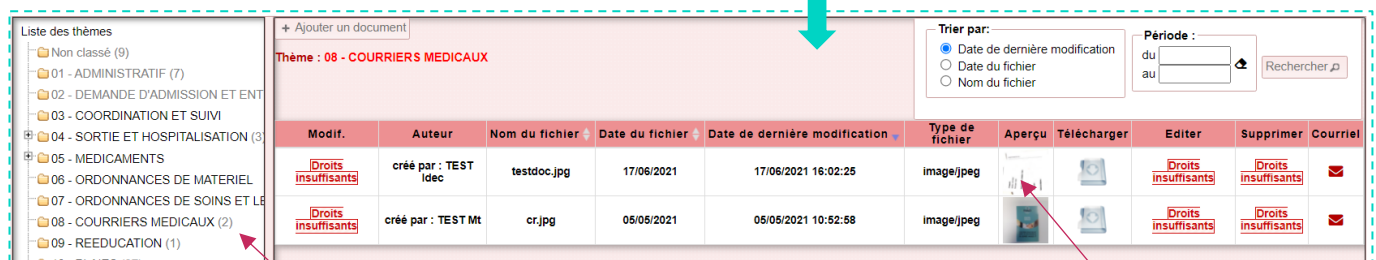 Liste des thèmes
Non classé (9)
01 - ADMINISTRATIF (7)
02 - DEMANDE D'ADMISSION ET ENT
03 - COORDINATION ET SUIVI
04 - SORTIE ET HOSPITALISATION (3)
05 - MEDICAMENTS
06 - ORDONNANCES DE MATERIEL
07 - ORDONNANCES DE SOINS ET LE
08 - COURRIERS MEDICAUX (2)
09 - REEDUCATION (1)
+ Ajouter un document
Thème : 08 - COURRIERS MEDICAUX
Trier par:
Date de dernière modification
Date du fichier
Nom du fichier
Période :
du
au
Rechercher
Modif. Auteur Nom du fichier Date du fichier Date de dernière modification Type de fichier Aperçu Télécharger Editer Supprimer Courriel
Droits insuffisants créé par : TEST Idec testdoc.jpg 17/06/2021 17/06/2021 16:02:25 image/jpeg Droits insuffisants Droits insuffisants
Droits insuffisants créé par : TEST Mt cr.jpg 05/05/2021 05/05/2021 10:52:58 image/jpeg Droits insuffisants Droits insuffisants